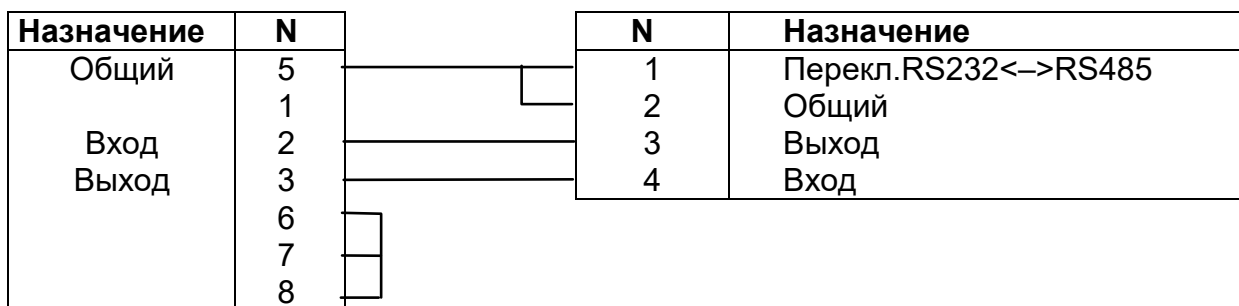 Назначение N N Назначение
Общий 5 1 Перекл.RS232<–>RS485
1 2 Общий
Вход 2 3 Выход
Выход 3 4 Вход
6
7
8